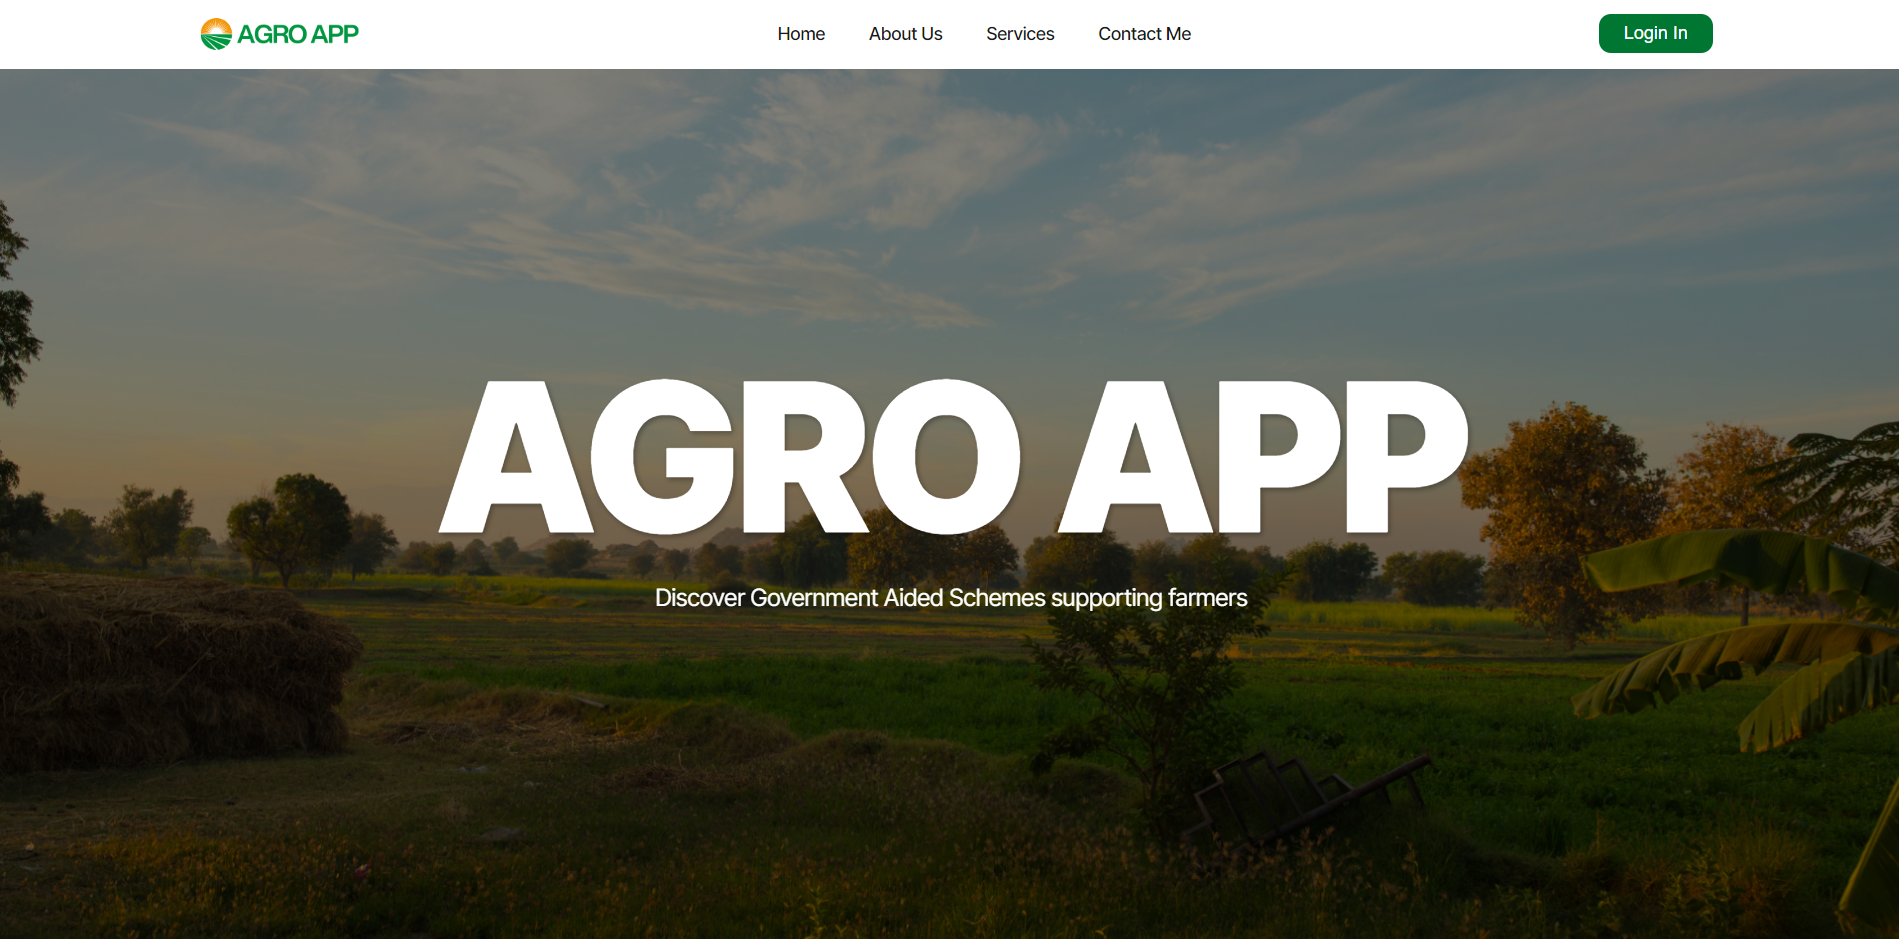 AGRO APP
Home About Us Services Contact Me
Login In
AGRO APP
Discover Government Aided Schemes supporting farmers